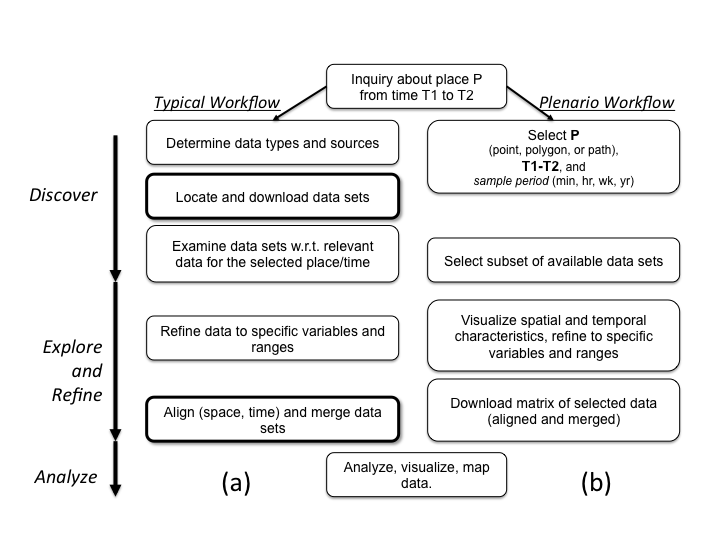 Inquiry about place P
from time T1 to T2
Typical Workflow
Plenario Workflow
Discover
Determine data types and sources
Locate and download data sets
Examine data sets w.r.t. relevant
data for the selected place/time
Select P
(point, polygon, or path),
T1-T2, and
sample period (min, hr, wk, yr)
Select subset of available data sets
Explore
and
Refine
Refine data to specific variables and
ranges
Align (space, time) and merge data
sets
Visualize spatial and temporal
characteristics, refine to specific
variables and ranges
Download matrix of selected data
(aligned and merged)
Analyze
(a)
Analyze, visualize, map
data.
(b)